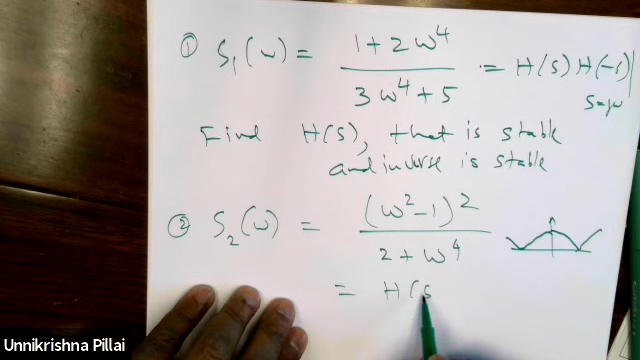 ① S₁(ω) = (1+2ω⁴)/(3ω⁴+5) = H(s)H(-s)|s=jω
Find H(s), that is stable
and inverse is stable
② S₂(ω) = (ω²-1)²/(2+ω⁴)
= H(s
Unnikrishna Pillai